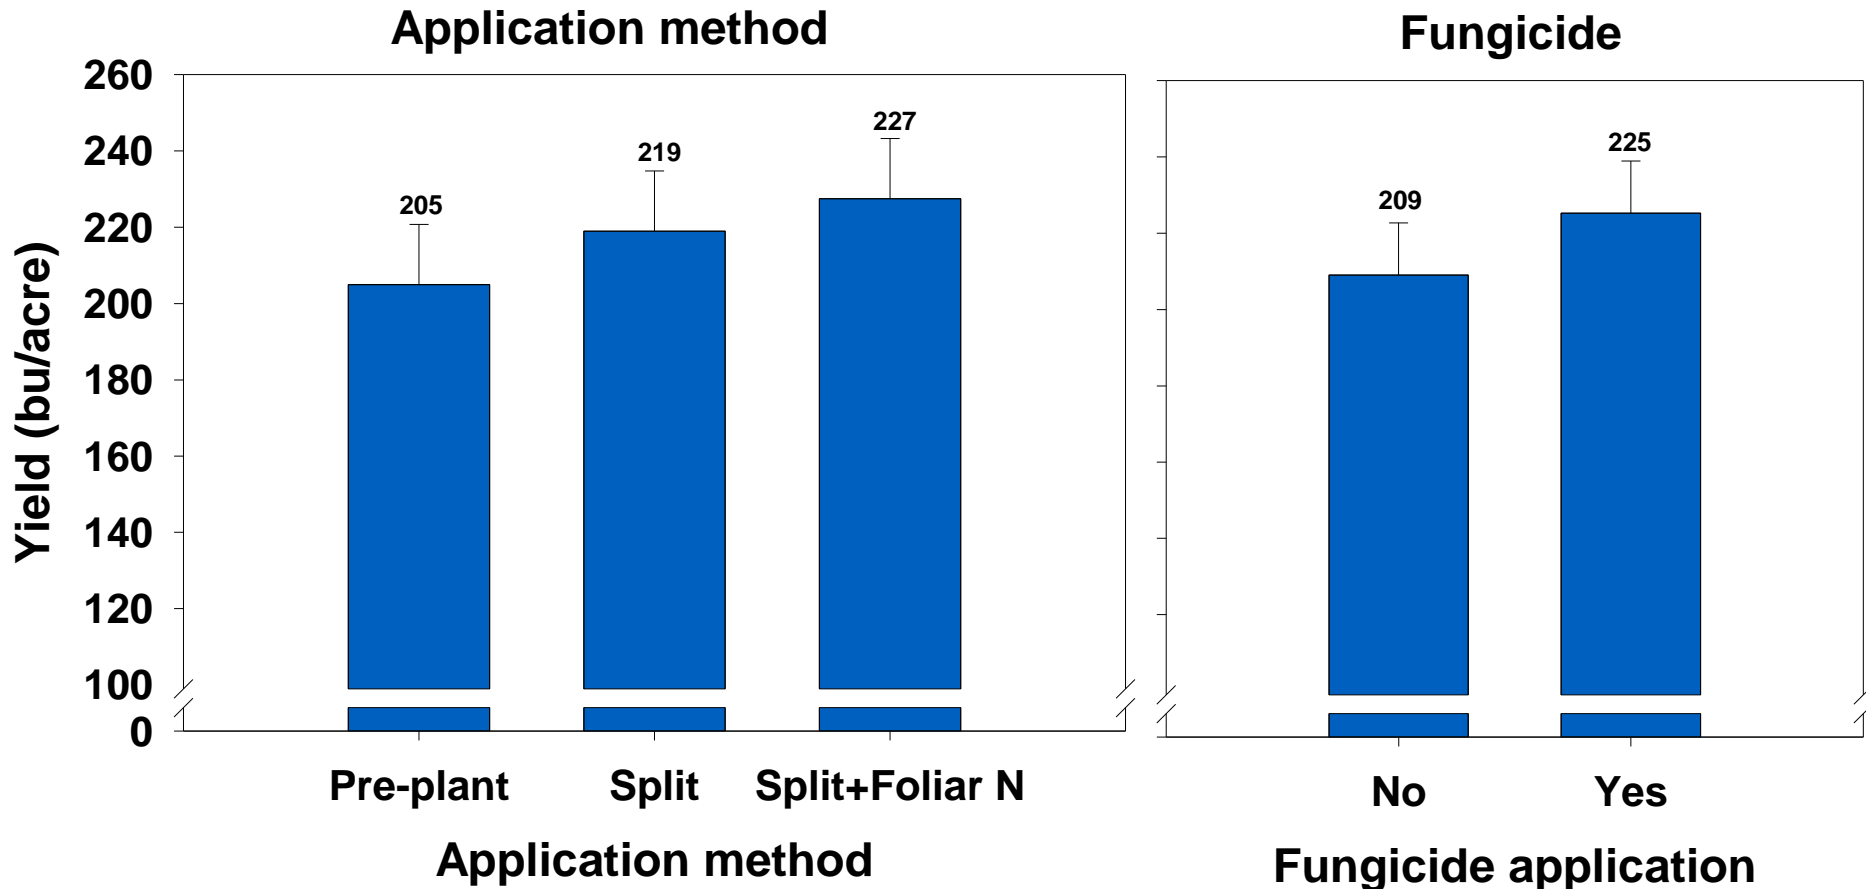 Application method
Fungicide
260
240
220
200
180
160
140
120
100
0
Yield (bu/acre)
205
219
227
209
225
Pre-plant Split Split+Foliar N
No Yes
Application method
Fungicide application